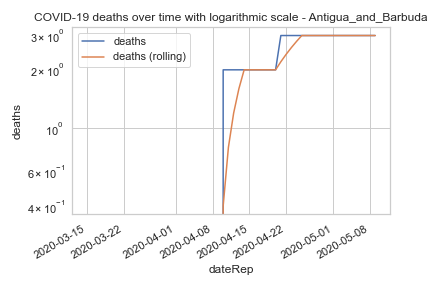 COVID-19 deaths over time with logarithmic scale - Antigua_and_Barbuda
deaths
deaths (rolling)
3 × 10⁰
2 × 10⁰
10⁰
6 × 10⁻¹
4 × 10⁻¹
deaths
2020-03-15
2020-03-22
2020-04-01
2020-04-08
2020-04-15
2020-04-22
2020-05-01
2020-05-08
dateRep